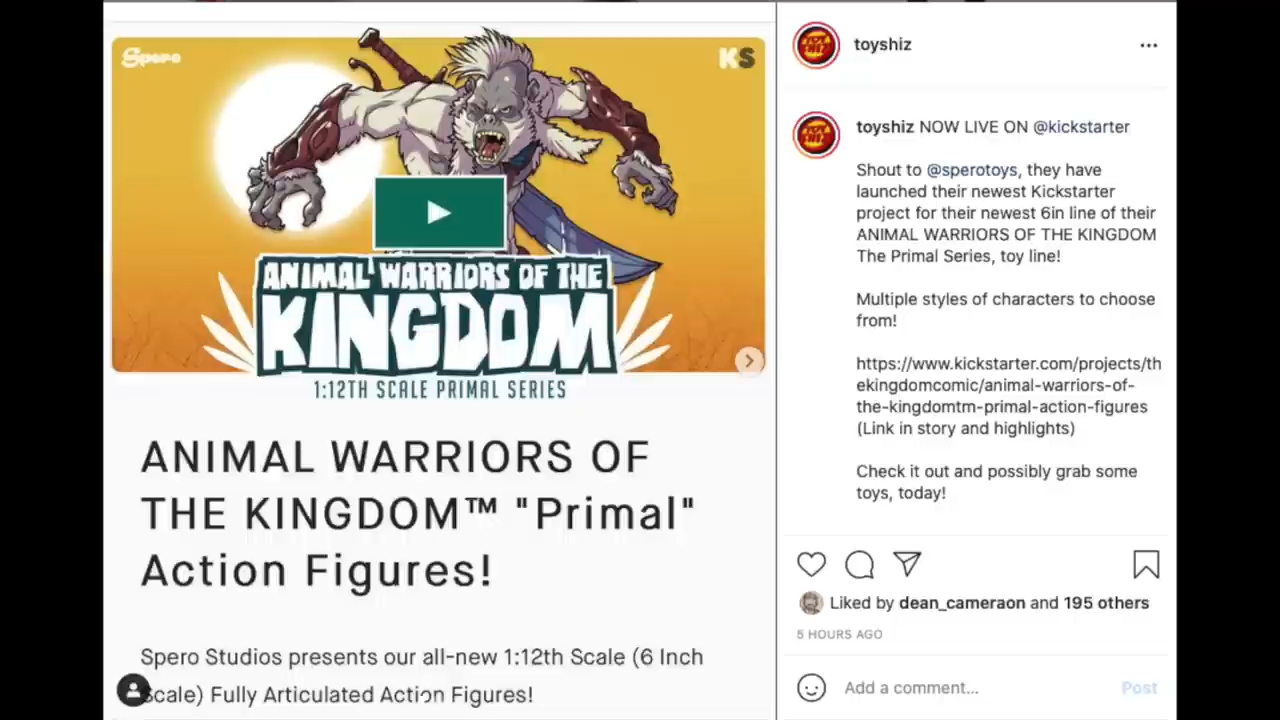 Spero
KS
ANIMAL WARRIORS OF THE
KINGDOM
1:12TH SCALE PRIMAL SERIES
ANIMAL WARRIORS OF
THE KINGDOM™ "Primal"
Action Figures!
Spero Studios presents our all-new 1:12th Scale (6 Inch
Scale) Fully Articulated Action Figures!
toyshiz
toyshiz NOW LIVE ON @kickstarter
Shout to @sperotoys, they have
launched their newest Kickstarter
project for their newest 6in line of their
ANIMAL WARRIORS OF THE KINGDOM
The Primal Series, toy line!
Multiple styles of characters to choose
from!
https://www.kickstarter.com/projects/th
ekingdomcomic/animal-warriors-of-
the-kingdomtm-primal-action-figures
(Link in story and highlights)
Check it out and possibly grab some
toys, today!
Liked by dean_cameraon and 195 others
5 HOURS AGO
Add a comment...
Post